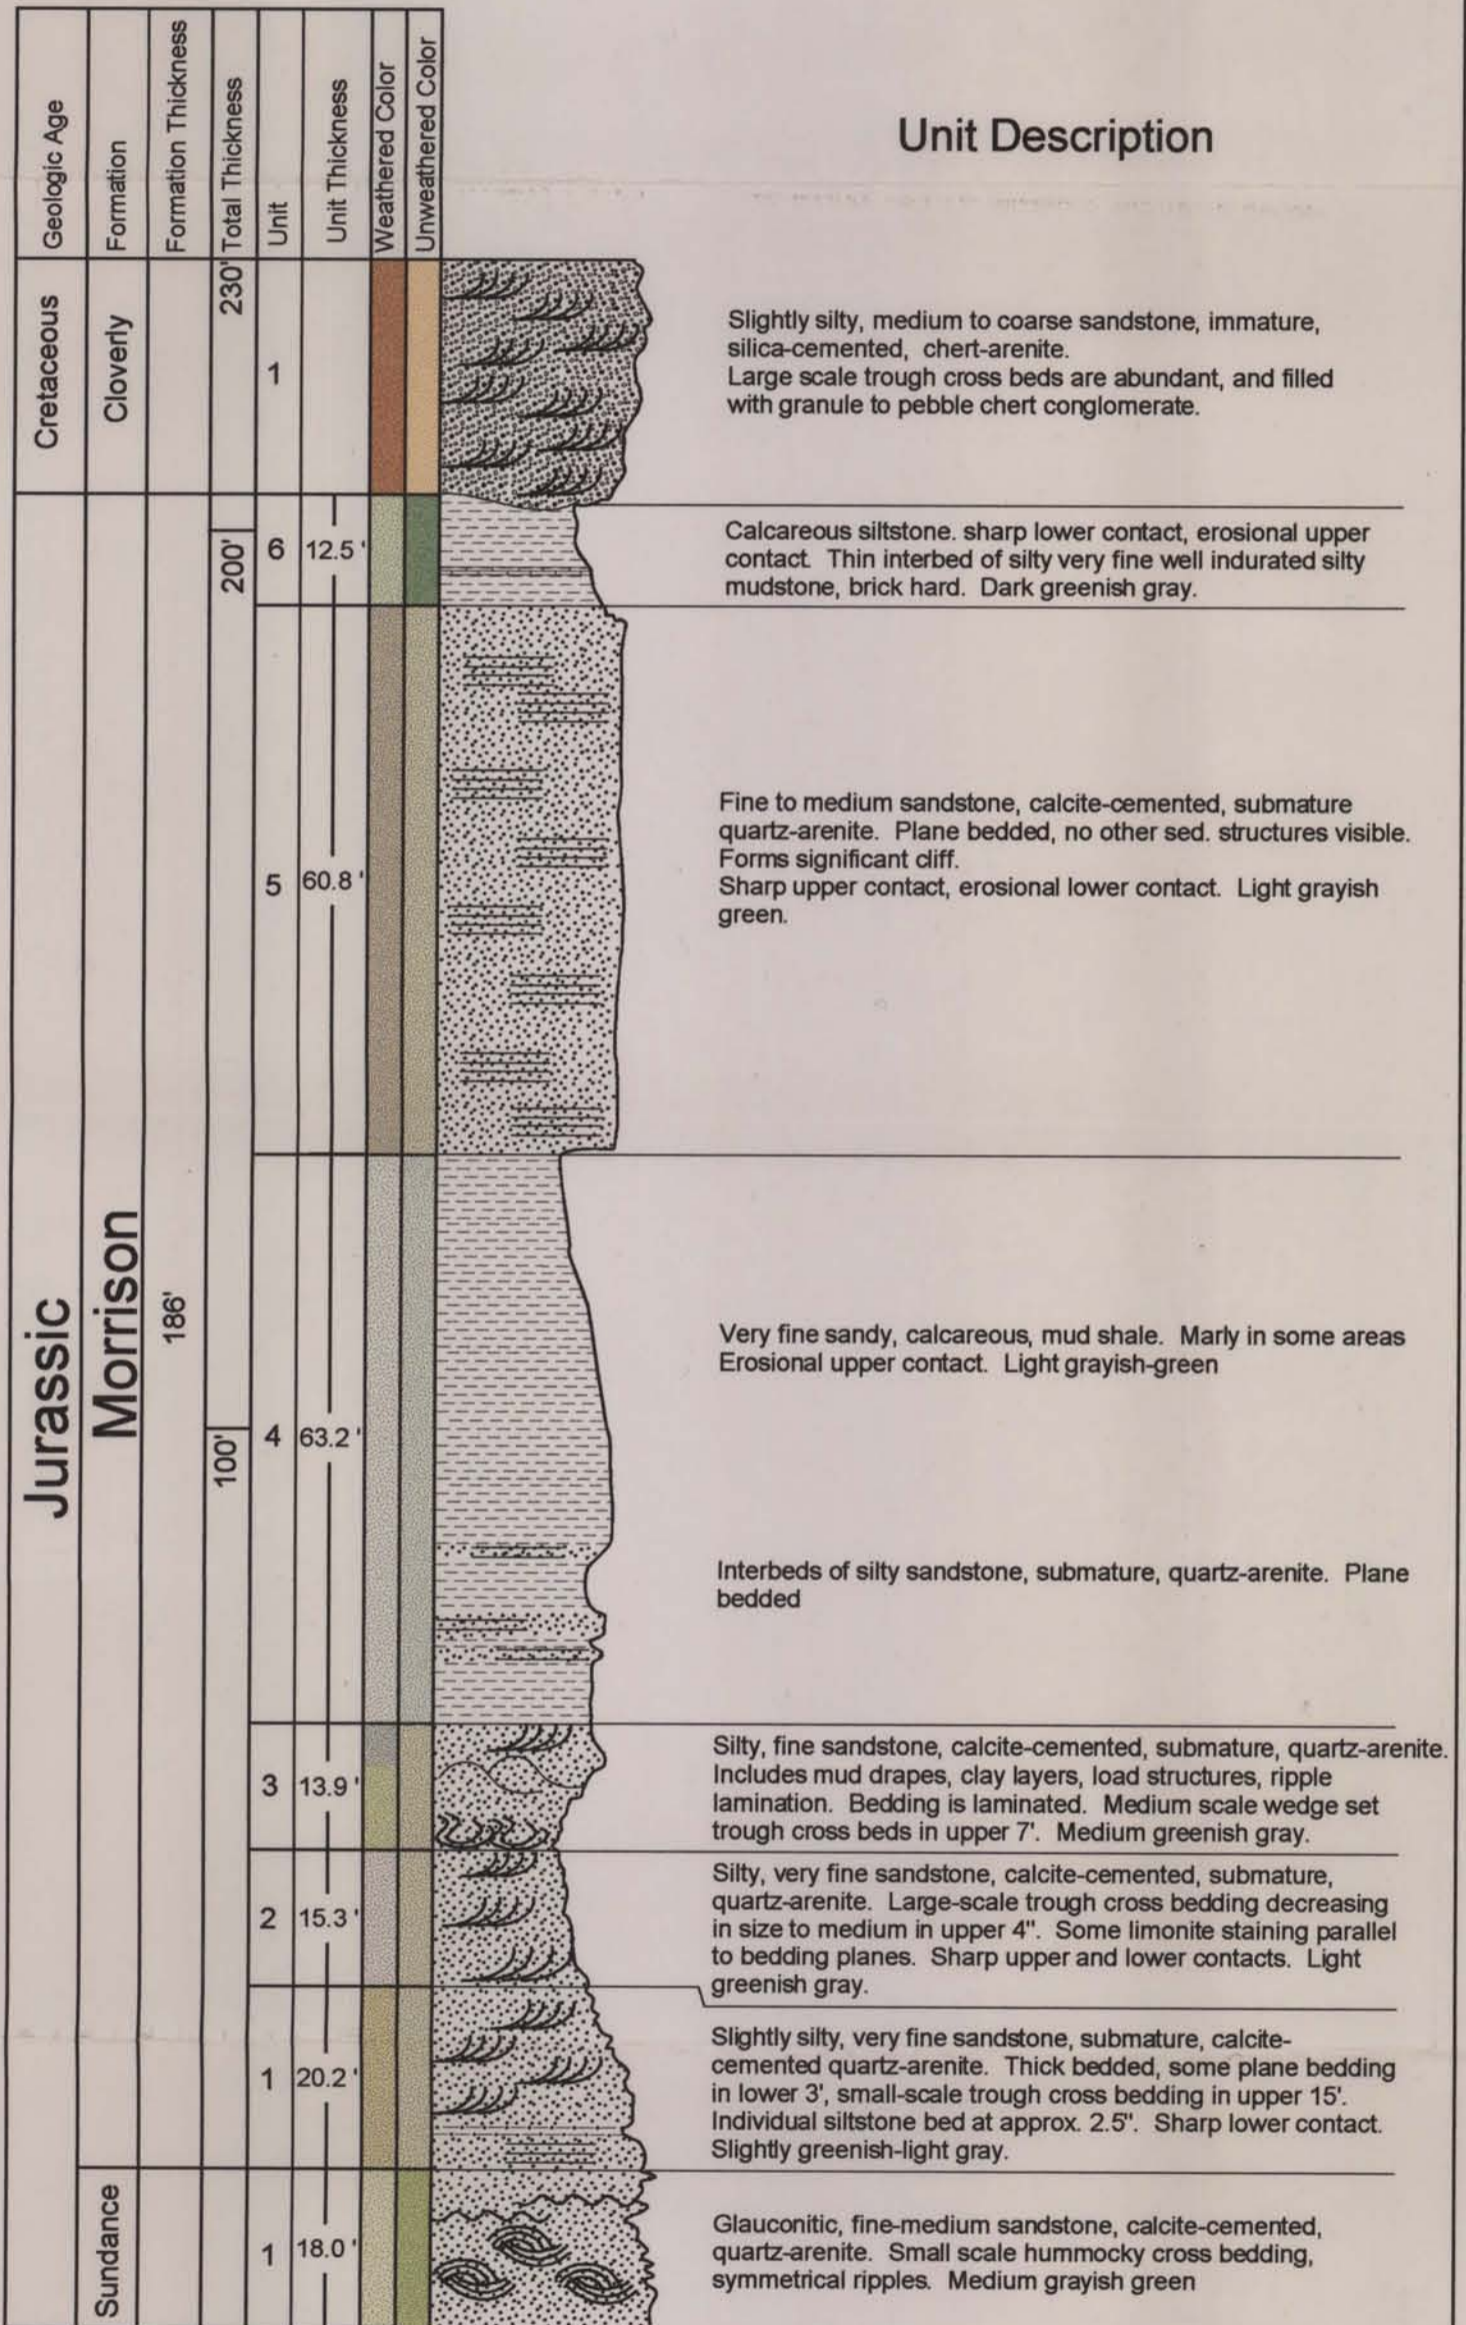 Geologic Age
Formation
Formation Thickness
Total Thickness
Unit
Unit Thickness
Weathered Color
Unweathered Color
Unit Description
Cretaceous
Cloverly
230'
1
Slightly silty, medium to coarse sandstone, immature,
silica-cemented, chert-arenite.
Large scale trough cross beds are abundant, and filled
with granule to pebble chert conglomerate.
Jurassic
Morrison
186'
200'
6
12.5 '
Calcareous siltstone. sharp lower contact, erosional upper
contact. Thin interbed of silty very fine well indurated silty
mudstone, brick hard. Dark greenish gray.
5
60.8 '
Fine to medium sandstone, calcite-cemented, submature
quartz-arenite. Plane bedded, no other sed. structures visible.
Forms significant cliff.
Sharp upper contact, erosional lower contact. Light grayish
green.
100'
4
63.2 '
Very fine sandy, calcareous, mud shale. Marly in some areas
Erosional upper contact. Light grayish-green
Interbeds of silty sandstone, submature, quartz-arenite. Plane
bedded
3
13.9 '
Silty, fine sandstone, calcite-cemented, submature, quartz-arenite.
Includes mud drapes, clay layers, load structures, ripple
lamination. Bedding is laminated. Medium scale wedge set
trough cross beds in upper 7'. Medium greenish gray.
2
15.3 '
Silty, very fine sandstone, calcite-cemented, submature,
quartz-arenite. Large-scale trough cross bedding decreasing
in size to medium in upper 4". Some limonite staining parallel
to bedding planes. Sharp upper and lower contacts. Light
greenish gray.
1
20.2 '
Slightly silty, very fine sandstone, submature, calcite-
cemented quartz-arenite. Thick bedded, some plane bedding
in lower 3', small-scale trough cross bedding in upper 15'.
Individual siltstone bed at approx. 2.5". Sharp lower contact.
Slightly greenish-light gray.
Sundance
1
18.0 '
Glauconitic, fine-medium sandstone, calcite-cemented,
quartz-arenite. Small scale hummocky cross bedding,
symmetrical ripples. Medium grayish green